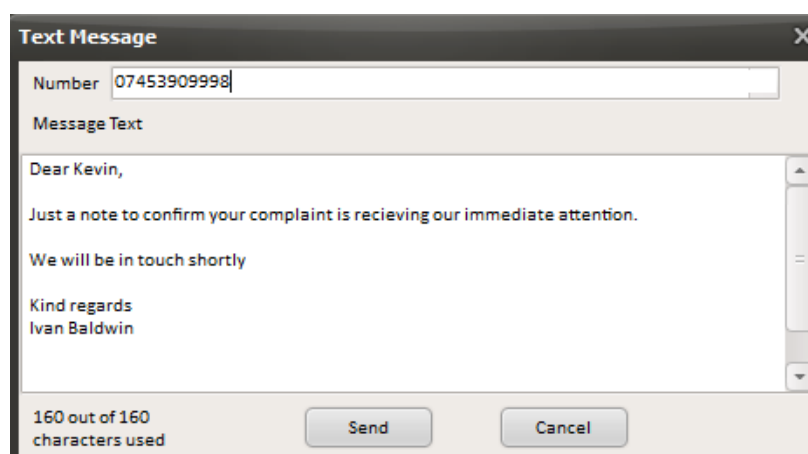 Text Message
Number 07453909998
Message Text
Dear Kevin,
Just a note to confirm your complaint is recieving our immediate attention.
We will be in touch shortly
Kind regards
Ivan Baldwin
160 out of 160
characters used
Send
Cancel